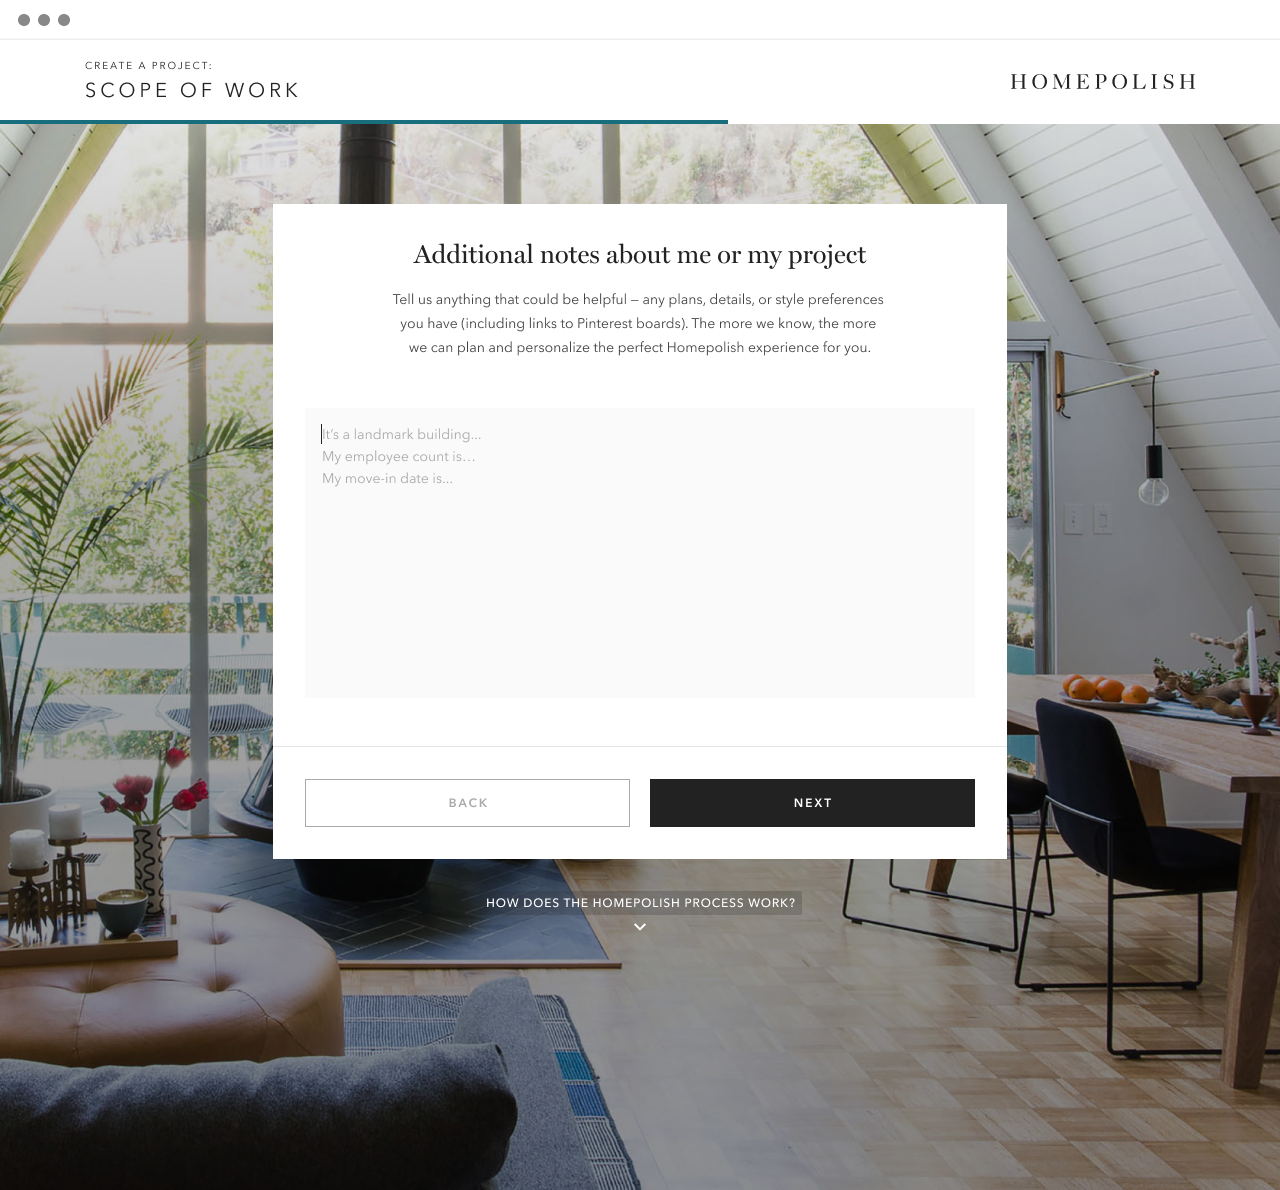 CREATE A PROJECT:
SCOPE OF WORK
HOMEPOLISH
Additional notes about me or my project
Tell us anything that could be helpful – any plans, details, or style preferences
you have (including links to Pinterest boards). The more we know, the more
we can plan and personalize the perfect Homepolish experience for you.
It's a landmark building...
My employee count is…
My move-in date is...
BACK
NEXT
HOW DOES THE HOMEPOLISH PROCESS WORK?